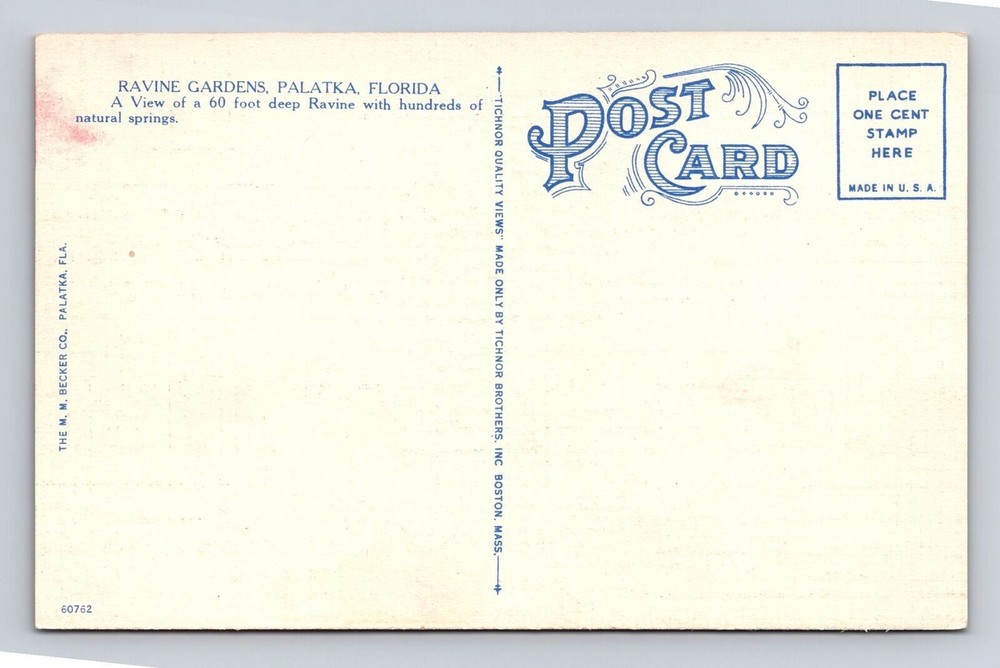 RAVINE GARDENS, PALATKA, FLORIDA
A View of a 60 foot deep Ravine with hundreds of
natural springs.
THE M. M. BECKER CO., PALATKA, FLA.
60762
"TICHNOR QUALITY VIEWS" MADE ONLY BY TICHNOR BROTHERS, INC BOSTON, MASS.
POST
CARD
PLACE
ONE CENT
STAMP
HERE
MADE IN U. S. A.